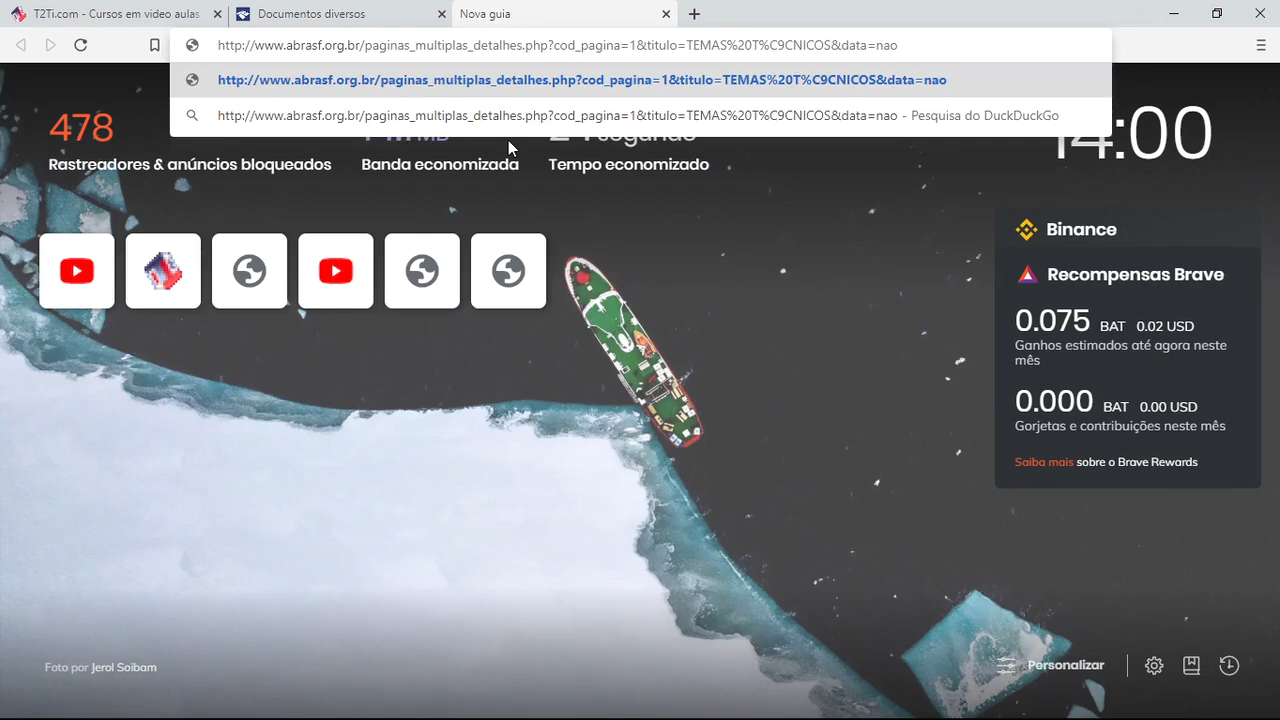 T2Ti.com - Cursos em video aulas
Documentos diversos
Nova guia
http://www.abrasf.org.br/paginas_multiplas_detalhes.php?cod_pagina=1&titulo=TEMAS%20T%C9CNICOS&data=nao
http://www.abrasf.org.br/paginas_multiplas_detalhes.php?cod_pagina=1&titulo=TEMAS%20T%C9CNICOS&data=nao
http://www.abrasf.org.br/paginas_multiplas_detalhes.php?cod_pagina=1&titulo=TEMAS%20T%C9CNICOS&data=nao - Pesquisa do DuckDuckGo
478
MB
segundo
14:00
Rastreadores & anúncios bloqueados
Banda economizada
Tempo economizado
Binance
Recompensas Brave
0.075 BAT 0.02 USD
Ganhos estimados até agora neste
mês
0.000 BAT 0.00 USD
Gorjetas e contribuições neste mês
Saiba mais sobre o Brave Rewards
Foto por Jerol Soibam
Personalizar